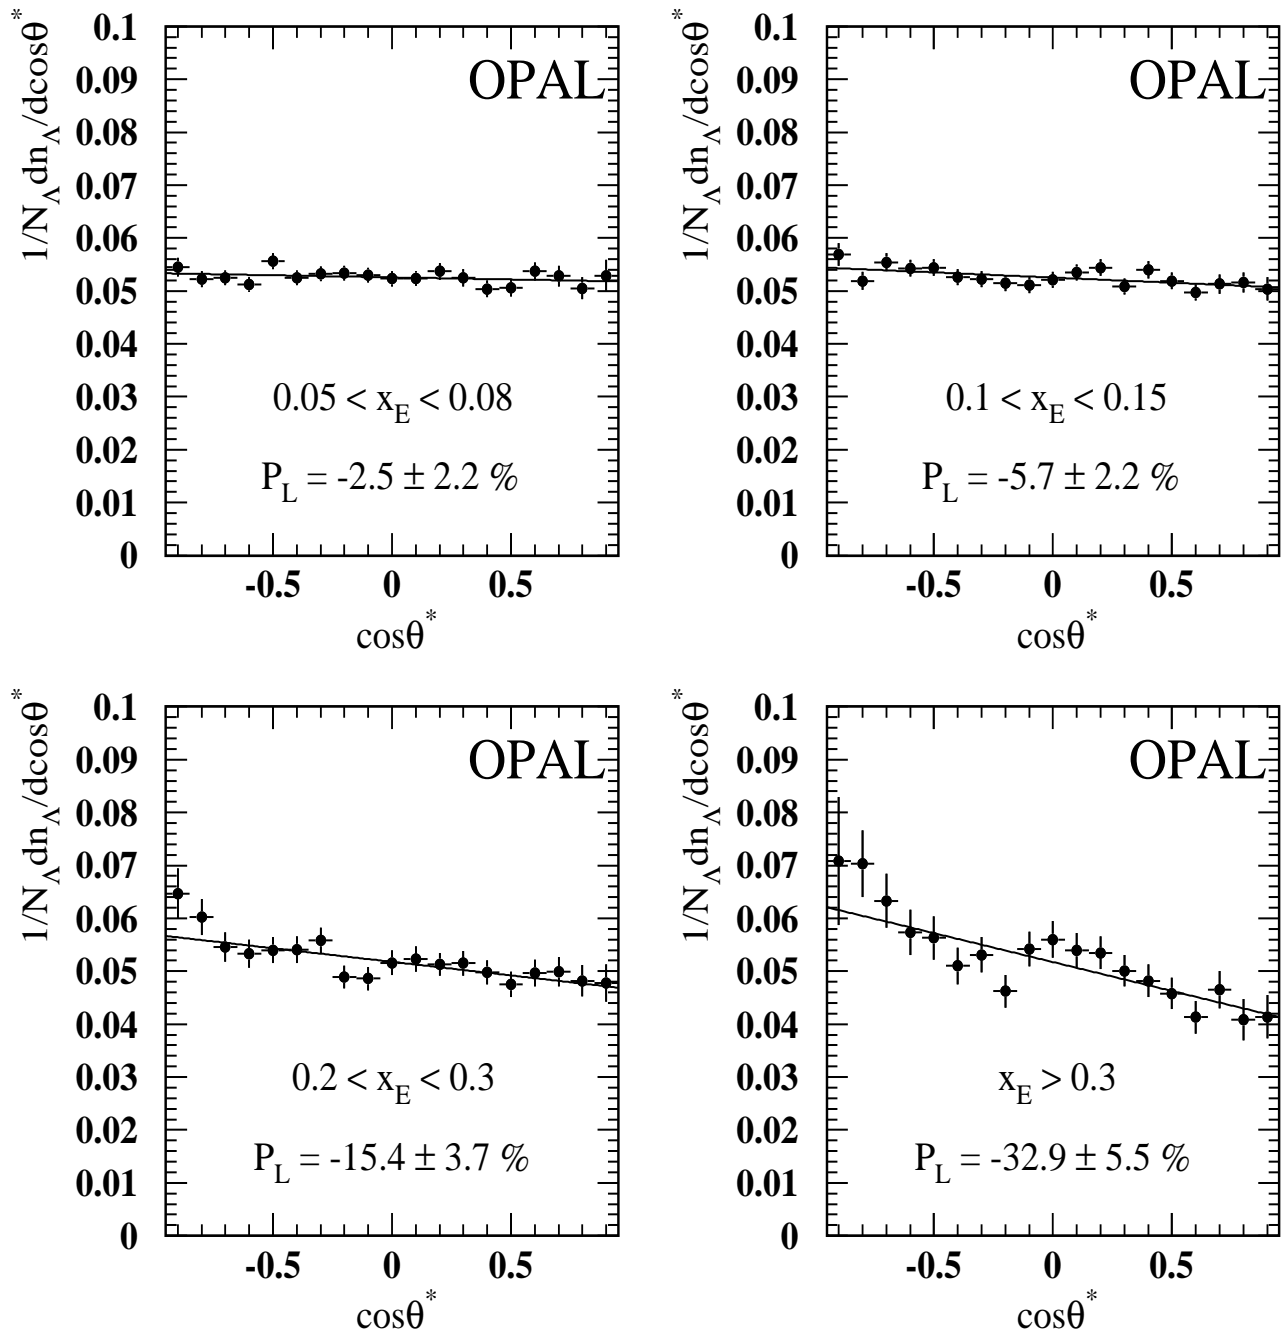 1/N_Λ dn_Λ/dcosθ*
0.1
0.09
0.08
0.07
0.06
0.05
0.04
0.03
0.02
0.01
0
OPAL
0.05 < x_E < 0.08
P_L = -2.5 ± 2.2 %
-0.5 0 0.5
cosθ*
1/N_Λ dn_Λ/dcosθ*
0.1
0.09
0.08
0.07
0.06
0.05
0.04
0.03
0.02
0.01
0
OPAL
0.1 < x_E < 0.15
P_L = -5.7 ± 2.2 %
-0.5 0 0.5
cosθ*
1/N_Λ dn_Λ/dcosθ*
0.1
0.09
0.08
0.07
0.06
0.05
0.04
0.03
0.02
0.01
0
OPAL
0.2 < x_E < 0.3
P_L = -15.4 ± 3.7 %
-0.5 0 0.5
cosθ*
1/N_Λ dn_Λ/dcosθ*
0.1
0.09
0.08
0.07
0.06
0.05
0.04
0.03
0.02
0.01
0
OPAL
x_E > 0.3
P_L = -32.9 ± 5.5 %
-0.5 0 0.5
cosθ*